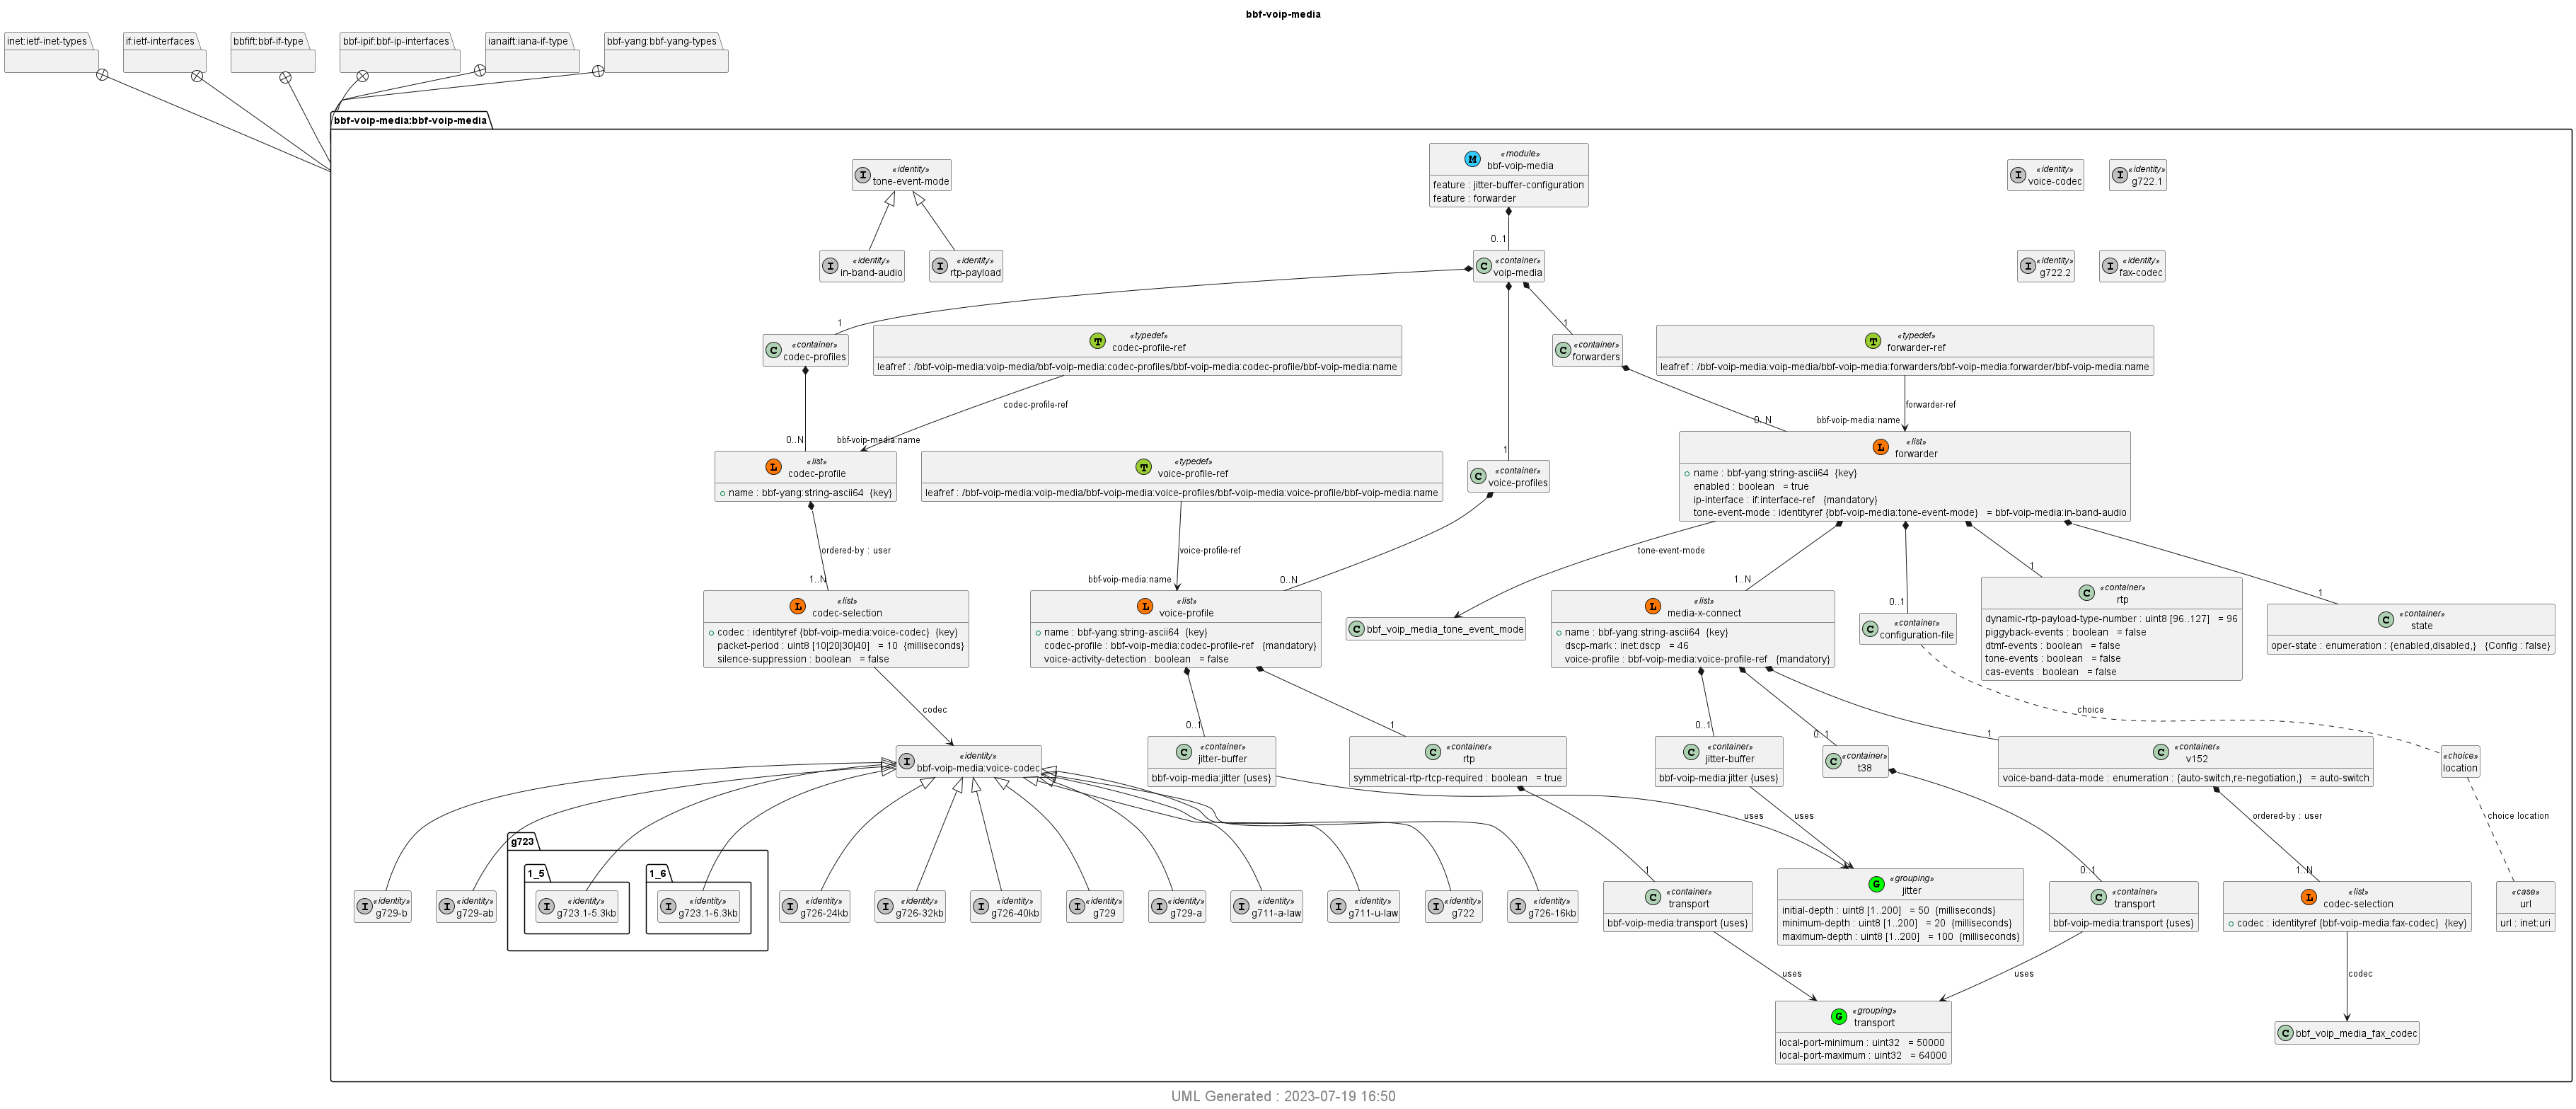 bbf-voip-media
inet:ietf-inet-types
if:ietf-interfaces
bbfift:bbf-if-type
bbf-ipif:bbf-ip-interfaces
ianaift:iana-if-type
bbf-yang:bbf-yang-types
bbf-voip-media:bbf-voip-media
I «identity»
tone-event-mode
M «module»
bbf-voip-media
feature : jitter-buffer-configuration
feature : forwarder
I «identity»
voice-codec
I «identity»
g722.1
0..1
I «identity»
in-band-audio
I «identity»
rtp-payload
C «container»
voip-media
I «identity»
g722.2
I «identity»
fax-codec
1
1
C «container»
codec-profiles
T «typedef»
codec-profile-ref
leafref : /bbf-voip-media:voip-media/bbf-voip-media:codec-profiles/bbf-voip-media:codec-profile/bbf-voip-media:name
C «container»
forwarders
T «typedef»
forwarder-ref
leafref : /bbf-voip-media:voip-media/bbf-voip-media:forwarders/bbf-voip-media:forwarder/bbf-voip-media:name
codec-profile-ref
forwarder-ref
0..N
bbf-voip-media:name
1
0..N
bbf-voip-media:name
L «list»
codec-profile
name : bbf-yang:string-ascii64 {key}
T «typedef»
voice-profile-ref
leafref : /bbf-voip-media:voip-media/bbf-voip-media:voice-profiles/bbf-voip-media:voice-profile/bbf-voip-media:name
C «container»
voice-profiles
L «list»
forwarder
name : bbf-yang:string-ascii64 {key}
enabled : boolean = true
ip-interface : if:interface-ref {mandatory}
tone-event-mode : identityref {bbf-voip-media:tone-event-mode} = bbf-voip-media:in-band-audio
ordered-by : user
voice-profile-ref
tone-event-mode
1..N
bbf-voip-media:name
0..N
1..N
0..1
1
1
L «list»
codec-selection
codec : identityref {bbf-voip-media:voice-codec} {key}
packet-period : uint8 [10|20|30|40] = 10 {milliseconds}
silence-suppression : boolean = false
L «list»
voice-profile
name : bbf-yang:string-ascii64 {key}
codec-profile : bbf-voip-media:codec-profile-ref {mandatory}
voice-activity-detection : boolean = false
C bbf_voip_media_tone_event_mode
L «list»
media-x-connect
name : bbf-yang:string-ascii64 {key}
dscp-mark : inet:dscp = 46
voice-profile : bbf-voip-media:voice-profile-ref {mandatory}
C «container»
configuration-file
C «container»
rtp
dynamic-rtp-payload-type-number : uint8 [96..127] = 96
piggyback-events : boolean = false
dtmf-events : boolean = false
tone-events : boolean = false
cas-events : boolean = false
C «container»
state
oper-state : enumeration : {enabled,disabled,} {Config : false}
codec
choice
0..1
1
0..1
0..1
1
I «identity»
bbf-voip-media:voice-codec
C «container»
jitter-buffer
bbf-voip-media:jitter {uses}
C «container»
rtp
symmetrical-rtp-rtcp-required : boolean = true
C «container»
jitter-buffer
bbf-voip-media:jitter {uses}
C «container»
t38
C «container»
v152
voice-band-data-mode : enumeration : {auto-switch,re-negotiation,} = auto-switch
«choice»
location
uses
uses
ordered-by : user
choice location
g723
1_5
1_6
1
0..1
1..N
I «identity»
g729-b
I «identity»
g729-ab
I «identity»
g723.1-5.3kb
I «identity»
g723.1-6.3kb
I «identity»
g726-24kb
I «identity»
g726-32kb
I «identity»
g726-40kb
I «identity»
g729
I «identity»
g729-a
I «identity»
g711-a-law
I «identity»
g711-u-law
I «identity»
g722
I «identity»
g726-16kb
C «container»
transport
bbf-voip-media:transport {uses}
G «grouping»
jitter
initial-depth : uint8 [1..200] = 50 {milliseconds}
minimum-depth : uint8 [1..200] = 20 {milliseconds}
maximum-depth : uint8 [1..200] = 100 {milliseconds}
C «container»
transport
bbf-voip-media:transport {uses}
L «list»
codec-selection
codec : identityref {bbf-voip-media:fax-codec} {key}
«case»
url
url : inet:uri
uses
uses
codec
G «grouping»
transport
local-port-minimum : uint32 = 50000
local-port-maximum : uint32 = 64000
C bbf_voip_media_fax_codec
UML Generated : 2023-07-19 16:50